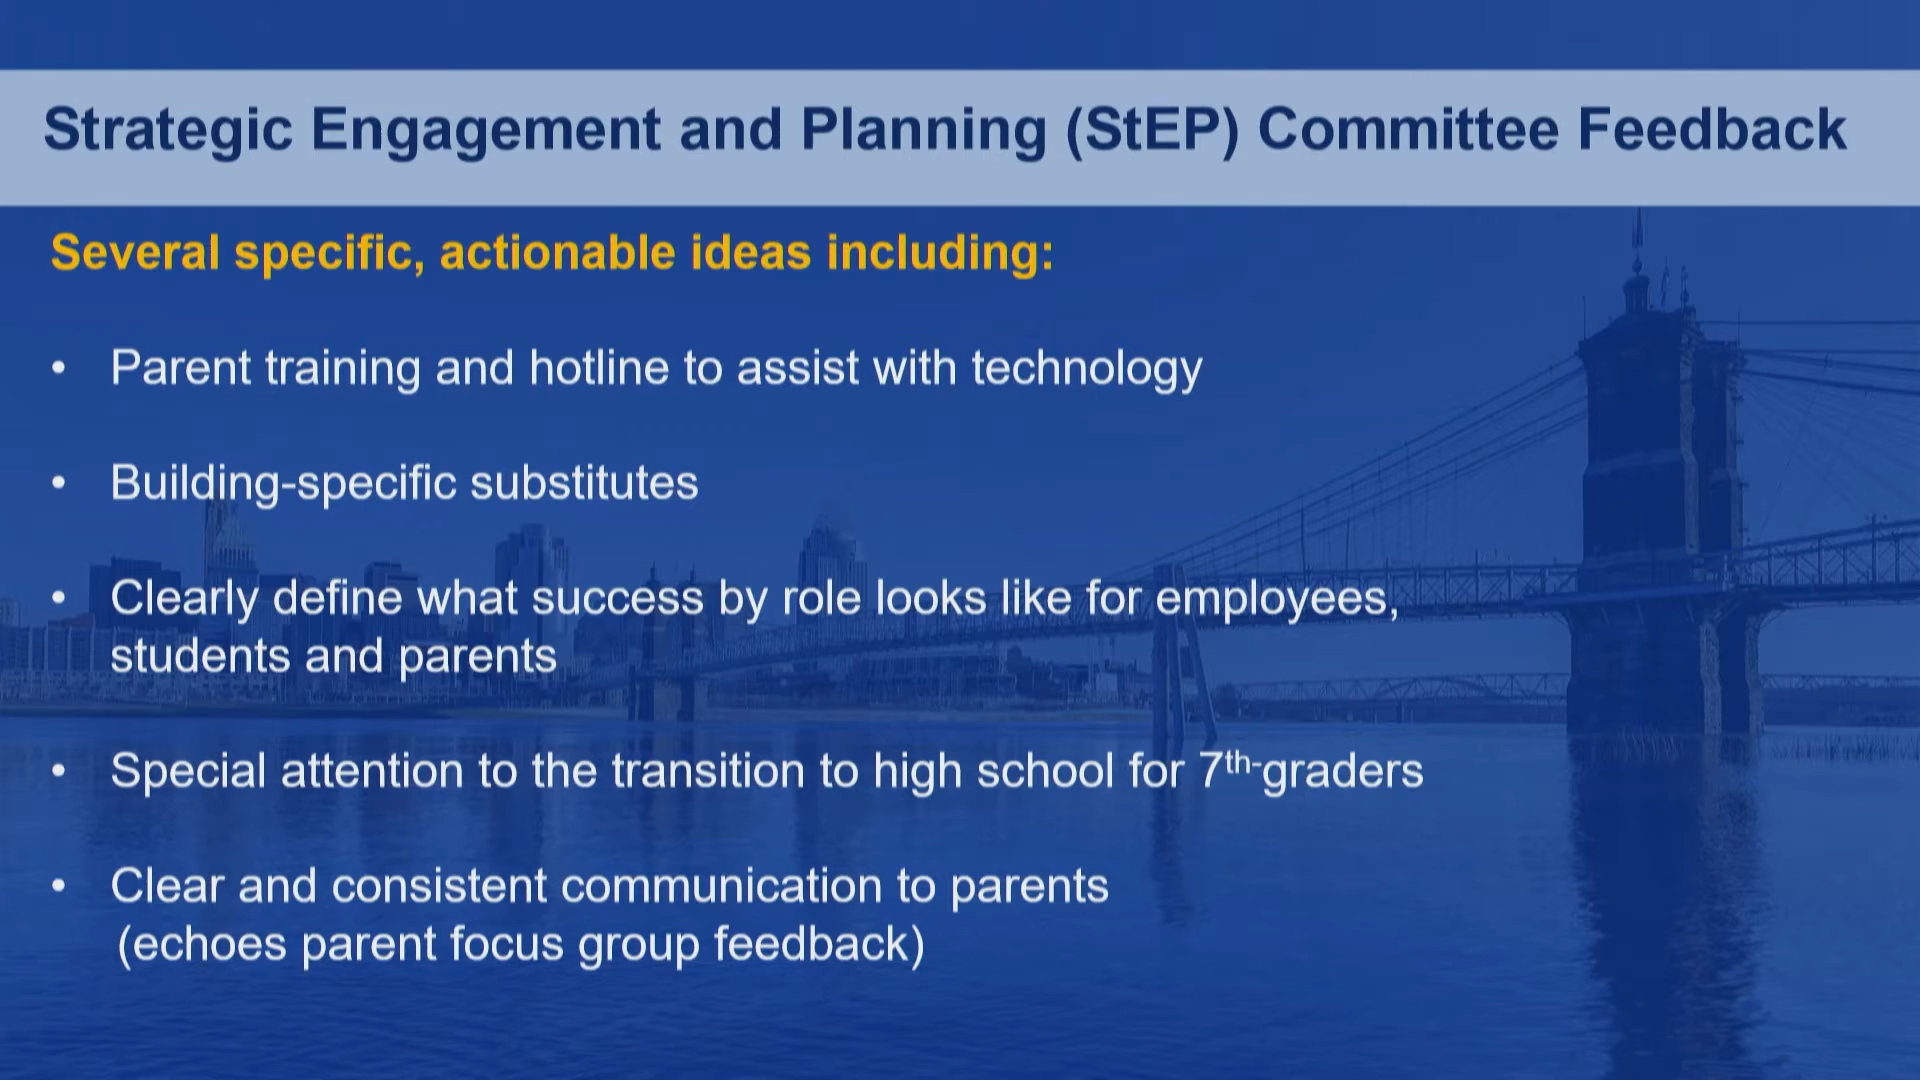 Strategic Engagement and Planning (StEP) Committee Feedback
Several specific, actionable ideas including:
• Parent training and hotline to assist with technology
• Building-specific substitutes
• Clearly define what success by role looks like for employees,
students and parents
• Special attention to the transition to high school for 7th-graders
• Clear and consistent communication to parents
(echoes parent focus group feedback)